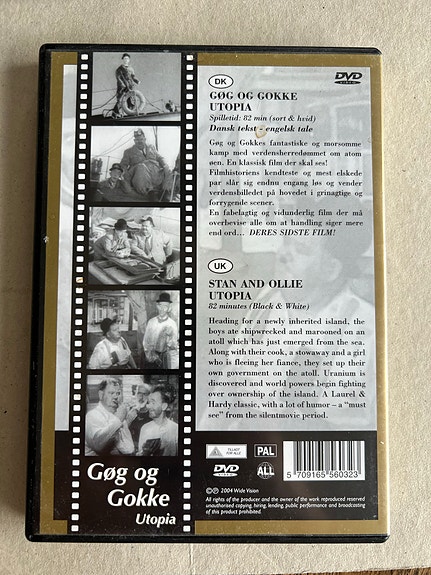 DVD
VIDEO
DK
GØG OG GOKKE
UTOPIA
Spilletid: 82 min (sort & hvid)
Dansk tekst - engelsk tale
Gøg og Gokkes fantastiske og morsomme
kamp med verdensherredømmet om atom
øen. En klassisk film der skal ses!
Filmhistoriens kendteste og mest elskede
par slår sig endnu engang løs og vender
verdensbilledet på hovedet i grinagtige og
forrygende scener.
En fabelagtig og vidunderlig film der må
overbevise alle om at handling siger mere
end ord... DERES SIDSTE FILM!
UK
STAN AND OLLIE
UTOPIA
82 minutes (Black & White)
Heading for a newly inherited island, the
boys ate shipwrecked and marooned on an
atoll which has just emerged from the sea.
Along with their cook, a stowaway and a girl
who is fleeing her fiance, they set up their
own government on the atoll. Uranium is
discovered and world powers begin fighting
over ownership of the island. A Laurel &
Hardy classic, with a lot of humor – a "must
see" from the silentmovie period.
Gøg og
Gokke
Utopia
TILLADT
FOR ALLE
PAL
DVD
VIDEO
ALL
5 709165 560323
©℗ 2004 Wide Vision
All rights of the producer and the owner of the work reproduced reserved
unauthorised copying, hiring, lending, public performance and broadcasting
of this product prohibited.